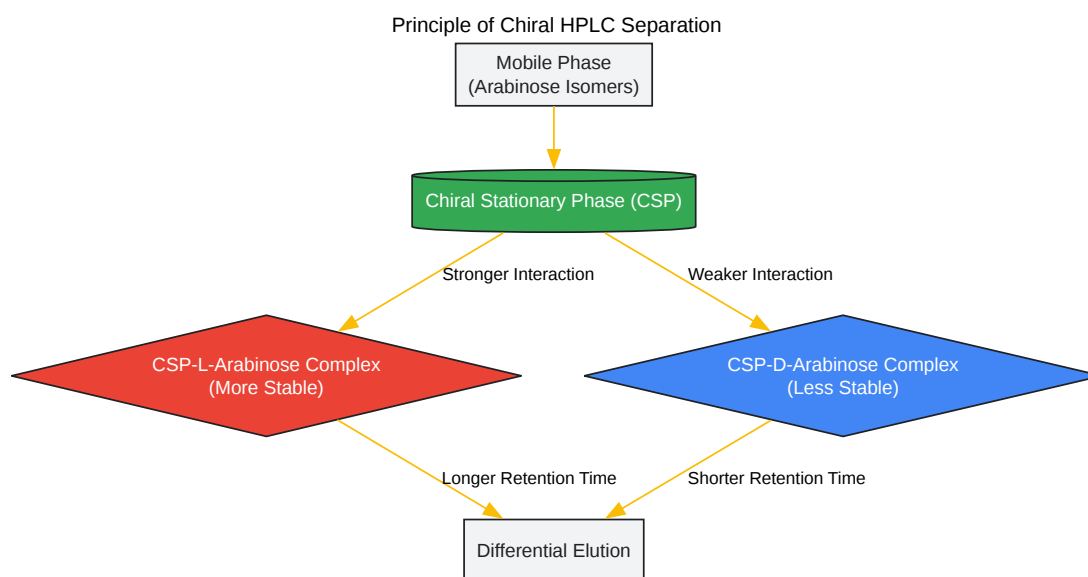 Principle of Chiral HPLC Separation
Mobile Phase
(Arabinose Isomers)
Chiral Stationary Phase (CSP)
Stronger Interaction
Weaker Interaction
CSP-L-Arabinose Complex
(More Stable)
CSP-D-Arabinose Complex
(Less Stable)
Longer Retention Time
Shorter Retention Time
Differential Elution